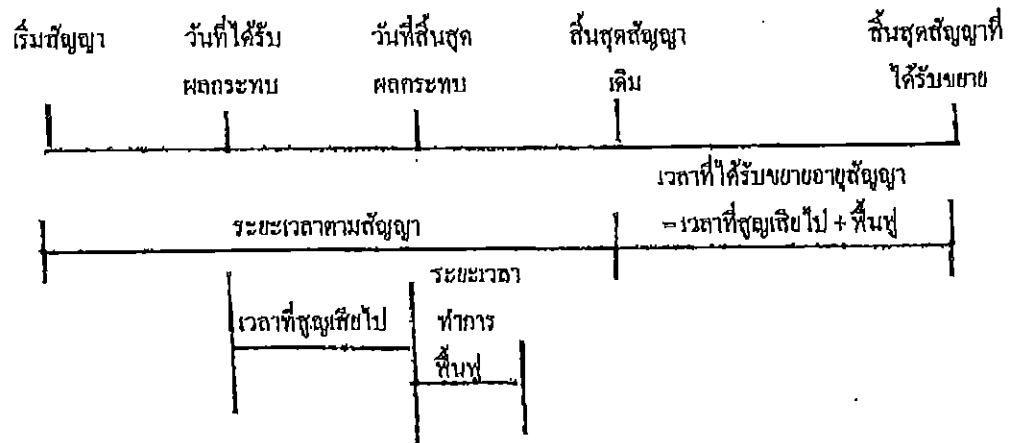 เริ่มสัญญา วันที่ได้รับ วันที่สิ้นสุด สิ้นสุดสัญญา สิ้นสุดสัญญาที่
ผลกระทบ ผลกระทบ เดิม ได้รับขยาย
เวลาที่ได้รับขยายอายุสัญญา
ระยะเวลาตามสัญญา =เวลาที่สูญเสียไป + ฟื้นฟู
ระยะเวลา
เวลาที่สูญเสียไป ทำการ
ฟื้นฟู